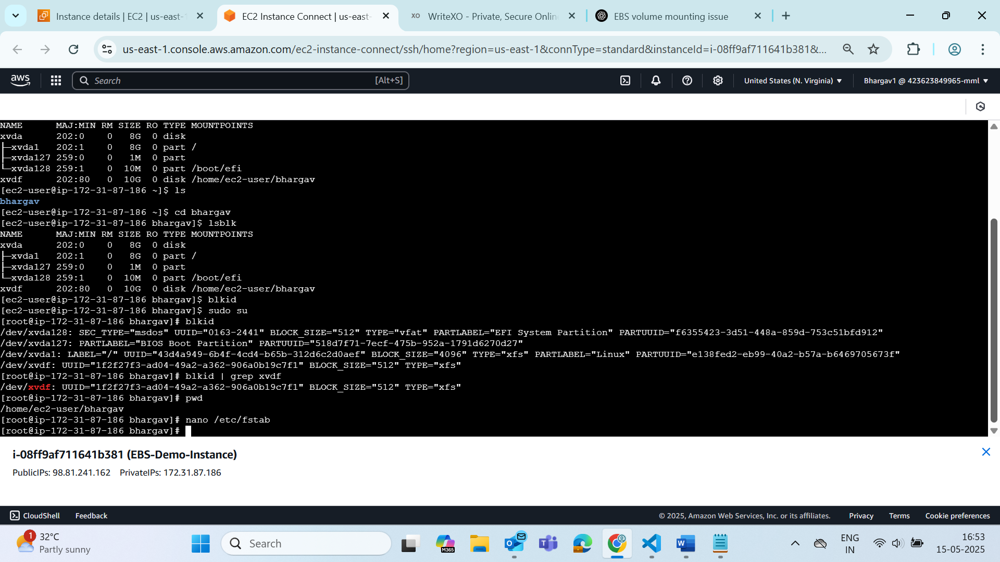 Instance details | EC2 | us-east-1
EC2 Instance Connect | us-east-
XO WriteXO - Private, Secure Onlin
EBS volume mounting issue
us-east-1.console.aws.amazon.com/ec2-instance-connect/ssh/home?region=us-east-1&connType=standard&instanceId=i-08ff9af711641b381&...
aws
Search [Alt+S]
United States (N. Virginia) ▼
Bhargav1 @ 423623849965-mml ▼
NAME      MAJ:MIN RM SIZE RO TYPE MOUNTPOINTS
xvda      202:0    0   8G  0 disk
├─xvda1   202:1    0   8G  0 part /
├─xvda127 259:0    0   1M  0 part
└─xvda128 259:1    0  10M  0 part /boot/efi
xvdf      202:80   0  10G  0 disk /home/ec2-user/bhargav
[ec2-user@ip-172-31-87-186 ~]$ ls
bhargav
[ec2-user@ip-172-31-87-186 ~]$ cd bhargav
[ec2-user@ip-172-31-87-186 bhargav]$ lsblk
NAME      MAJ:MIN RM SIZE RO TYPE MOUNTPOINTS
xvda      202:0    0   8G  0 disk
├─xvda1   202:1    0   8G  0 part /
├─xvda127 259:0    0   1M  0 part
└─xvda128 259:1    0  10M  0 part /boot/efi
xvdf      202:80   0  10G  0 disk /home/ec2-user/bhargav
[ec2-user@ip-172-31-87-186 bhargav]$ blkid
[ec2-user@ip-172-31-87-186 bhargav]$ sudo su
[root@ip-172-31-87-186 bhargav]# blkid
/dev/xvda128: SEC_TYPE="msdos" UUID="0163-2441" BLOCK_SIZE="512" TYPE="vfat" PARTLABEL="EFI System Partition" PARTUUID="f6355423-3d51-448a-859d-753c51bfd912"
/dev/xvda127: PARTLABEL="BIOS Boot Partition" PARTUUID="518d7f71-7ecf-475b-952a-1791d6270d27"
/dev/xvda1: LABEL="/" UUID="43d4a949-6b4f-4cd4-b65b-312d6c2d0aef" BLOCK_SIZE="4096" TYPE="xfs" PARTLABEL="Linux" PARTUUID="e138fed2-eb99-40a2-b57a-b6469705673f"
/dev/xvdf: UUID="1f2f27f3-ad04-49a2-a362-906a0b19c7f1" BLOCK_SIZE="512" TYPE="xfs"
[root@ip-172-31-87-186 bhargav]# blkid | grep xvdf
/dev/xvdf: UUID="1f2f27f3-ad04-49a2-a362-906a0b19c7f1" BLOCK_SIZE="512" TYPE="xfs"
[root@ip-172-31-87-186 bhargav]# pwd
/home/ec2-user/bhargav
[root@ip-172-31-87-186 bhargav]# nano /etc/fstab
[root@ip-172-31-87-186 bhargav]#
i-08ff9af711641b381 (EBS-Demo-Instance)
PublicIPs: 98.81.241.162 PrivateIPs: 172.31.87.186
CloudShell Feedback
© 2025, Amazon Web Services, Inc. or its affiliates. Privacy Terms Cookie preferences
1
32°C
Partly sunny
Search
M365
ENG
IN
16:53
15-05-2025